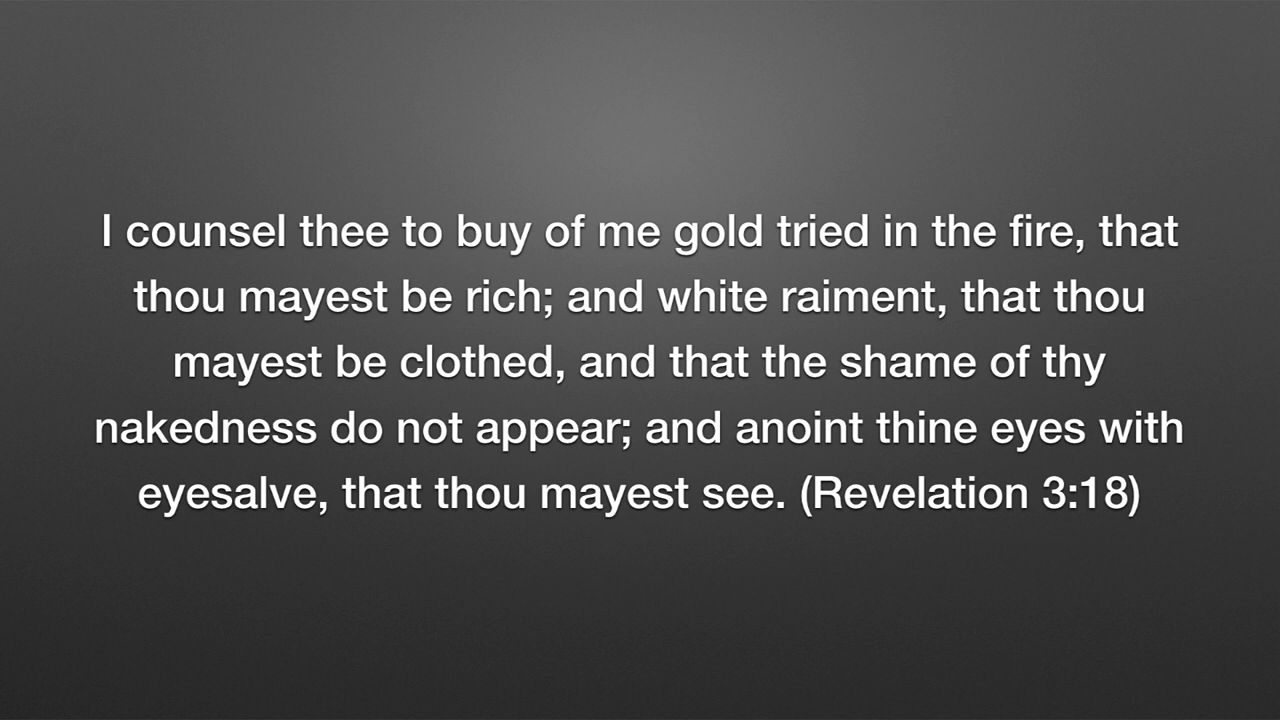 I counsel thee to buy of me gold tried in the fire, that
thou mayest be rich; and white raiment, that thou
mayest be clothed, and that the shame of thy
nakedness do not appear; and anoint thine eyes with
eyesalve, that thou mayest see. (Revelation 3:18)